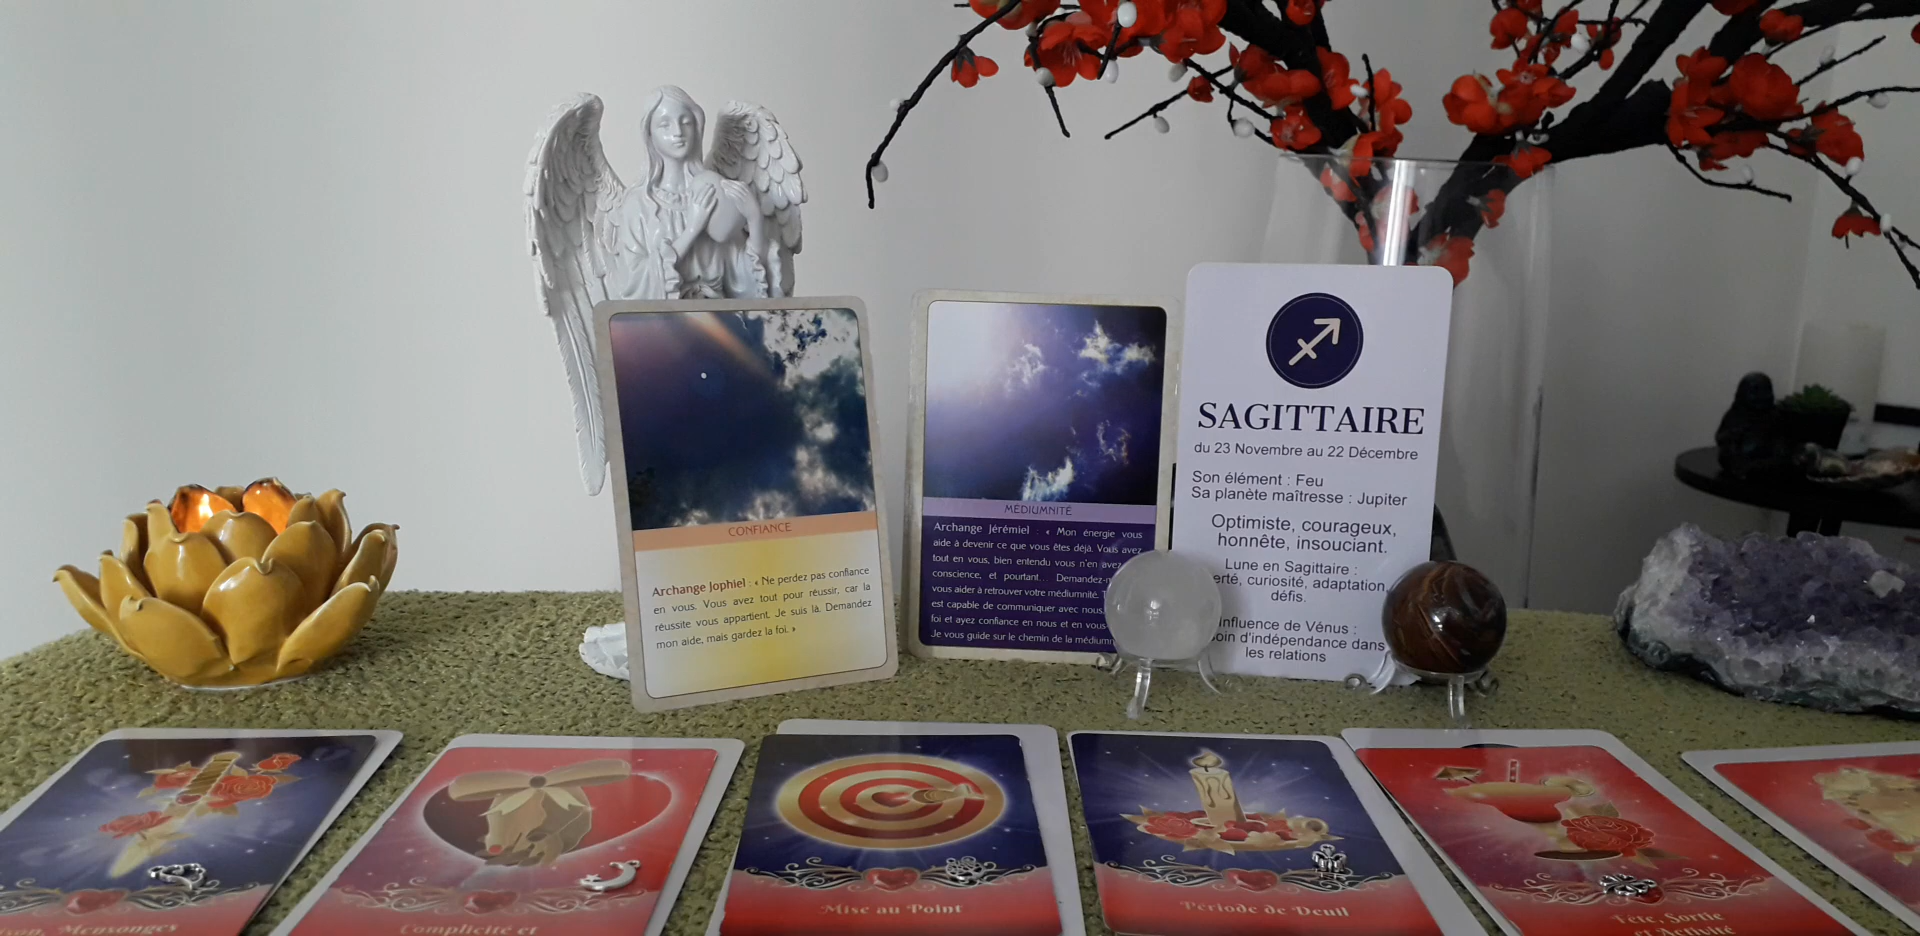 CONFIANCE
Archange Jophiel : « Ne perdez pas confiance
en vous. Vous avez tout pour réussir, car la
réussite vous appartient. Je suis là. Demandez
mon aide, mais gardez la foi. »
MÉDIUMNITÉ
Archange Jérémiel : « Mon énergie vous
aide à devenir ce que vous êtes déjà. Vous avez
tout en vous, bien entendu vous n'en avez
conscience, et pourtant... Demandez-m
vous aider à retrouver votre médiumnité. T
est capable de communiquer avec nous.
foi et ayez confiance en nous et en vous-
Je vous guide sur le chemin de la médiumn
SAGITTAIRE
du 23 Novembre au 22 Décembre
Son élément : Feu
Sa planète maîtresse : Jupiter
Optimiste, courageux,
honnête, insouciant.
Lune en Sagittaire :
erté, curiosité, adaptation,
défis.
Influence de Vénus :
oin d'indépendance dans
les relations
ison, Mensonges
Complicité et
Mise au Point
Période de Deuil
Fête, Sortie
et Activité